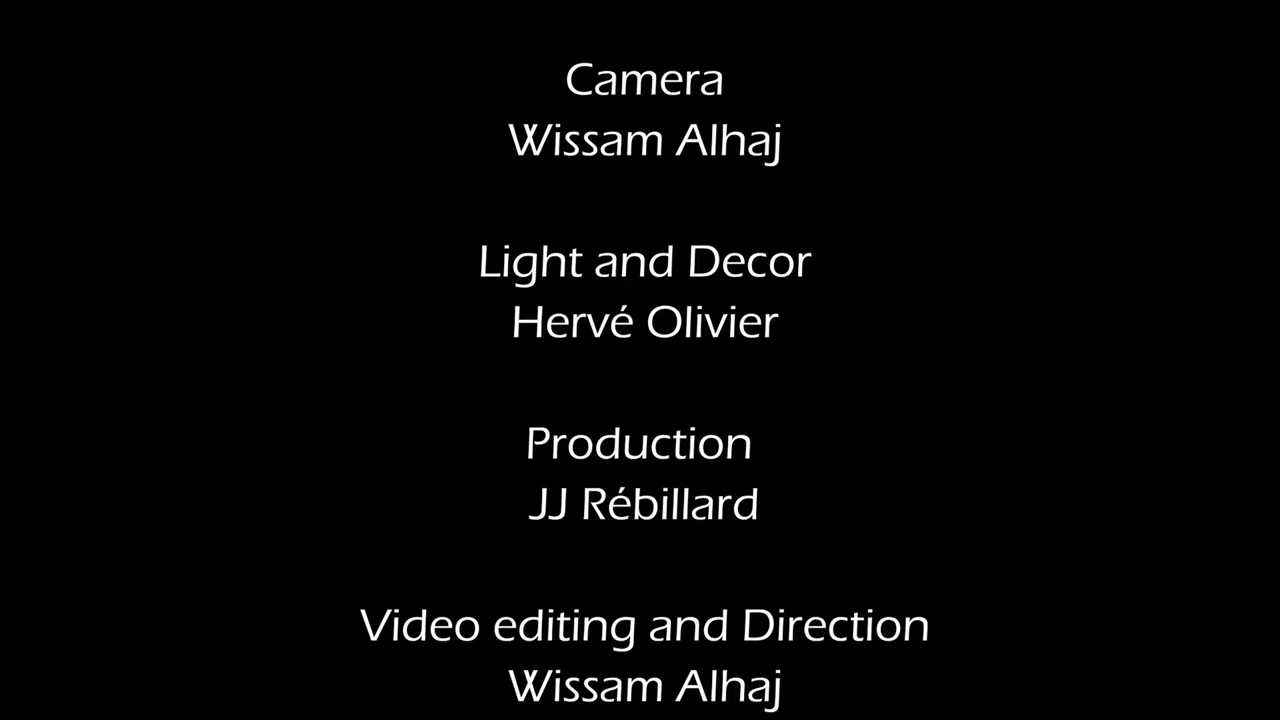 Camera
Wissam Alhaj
Light and Decor
Hervé Olivier
Production
JJ Rébillard
Video editing and Direction
Wissam Alhaj